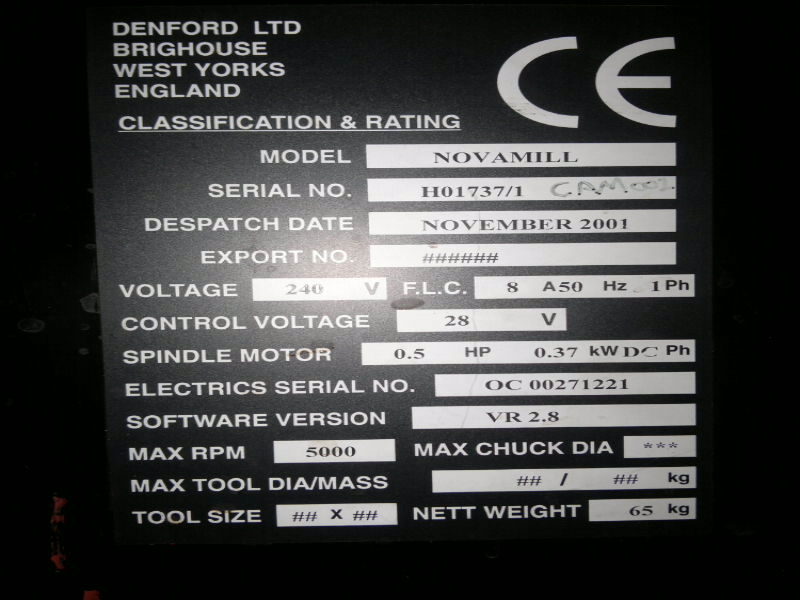 DENFORD LTD
BRIGHOUSE
WEST YORKS
ENGLAND
CE
CLASSIFICATION & RATING
MODEL NOVAMILL
SERIAL NO. H01737/1 CAM002
DESPATCH DATE NOVEMBER 2001
EXPORT NO. ######
VOLTAGE 240 V F.L.C. 8 A50 Hz 1 Ph
CONTROL VOLTAGE 28 V
SPINDLE MOTOR 0.5 HP 0.37 kW DC Ph
ELECTRICS SERIAL NO. OC 00271221
SOFTWARE VERSION VR 2.8
MAX RPM 5000 MAX CHUCK DIA ***
MAX TOOL DIA/MASS ## / ## kg
TOOL SIZE ## X ## NETT WEIGHT 65 kg